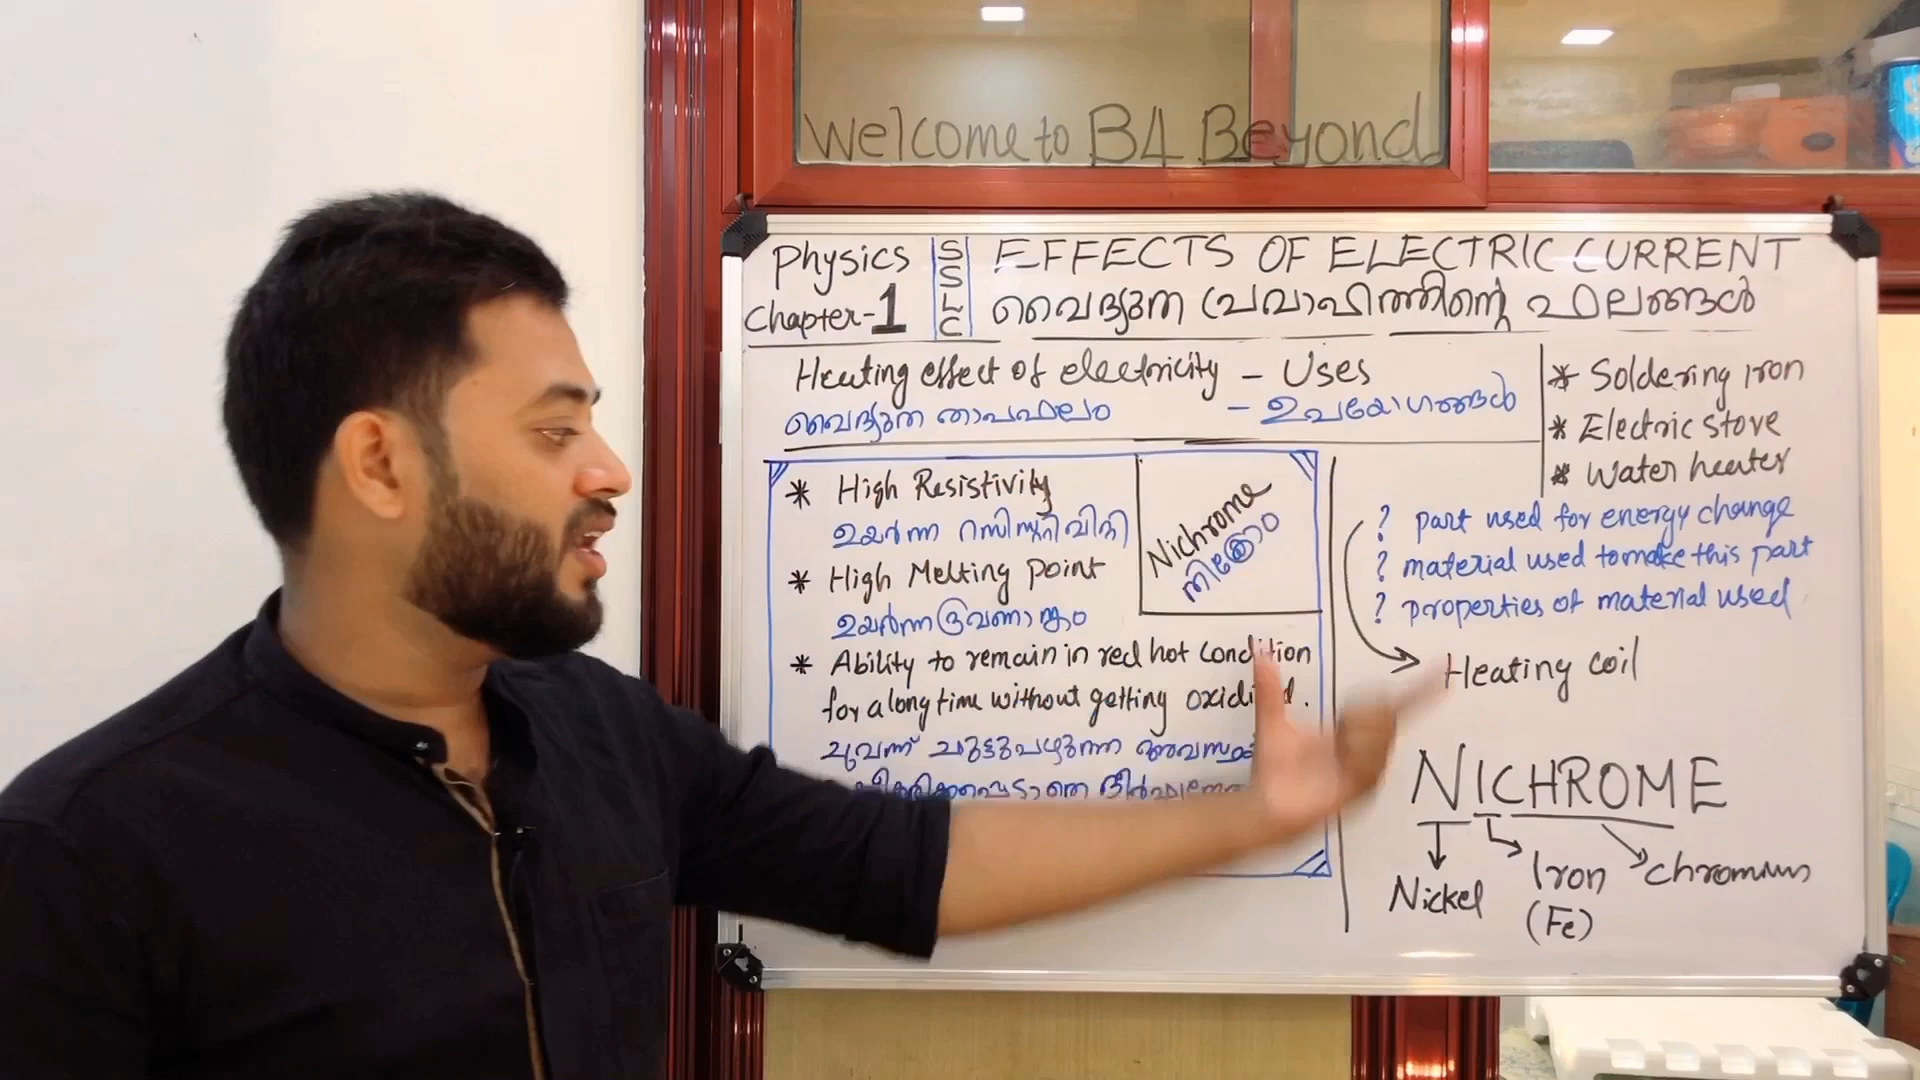 Welcome to B4 Beyond
Physics
Chapter-1
SSLC
EFFECTS OF ELECTRIC CURRENT
വൈദ്യുത പ്രവാഹത്തിന്റെ ഫലങ്ങൾ
Heating effect of electricity - Uses
വൈദ്യുത താപഫലം - ഉപയോഗങ്ങൾ
* Soldering iron
* Electric stove
* Water heater
* High Resistivity
ഉയർന്ന റസിസ്റ്റിവിറ്റി
* High Melting point
ഉയർന്ന ദ്രവണാങ്കം
* Ability to remain in red hot condition
for a long time without getting
ചുവന്ന് ചുട്ടുപഴുത്ത
Nichrome
നിക്രോം
? part used for energy change
? material used to make this part
? properties of material used
Heating coil
NICHROME
Nickel
Iron
(Fe)
chromium